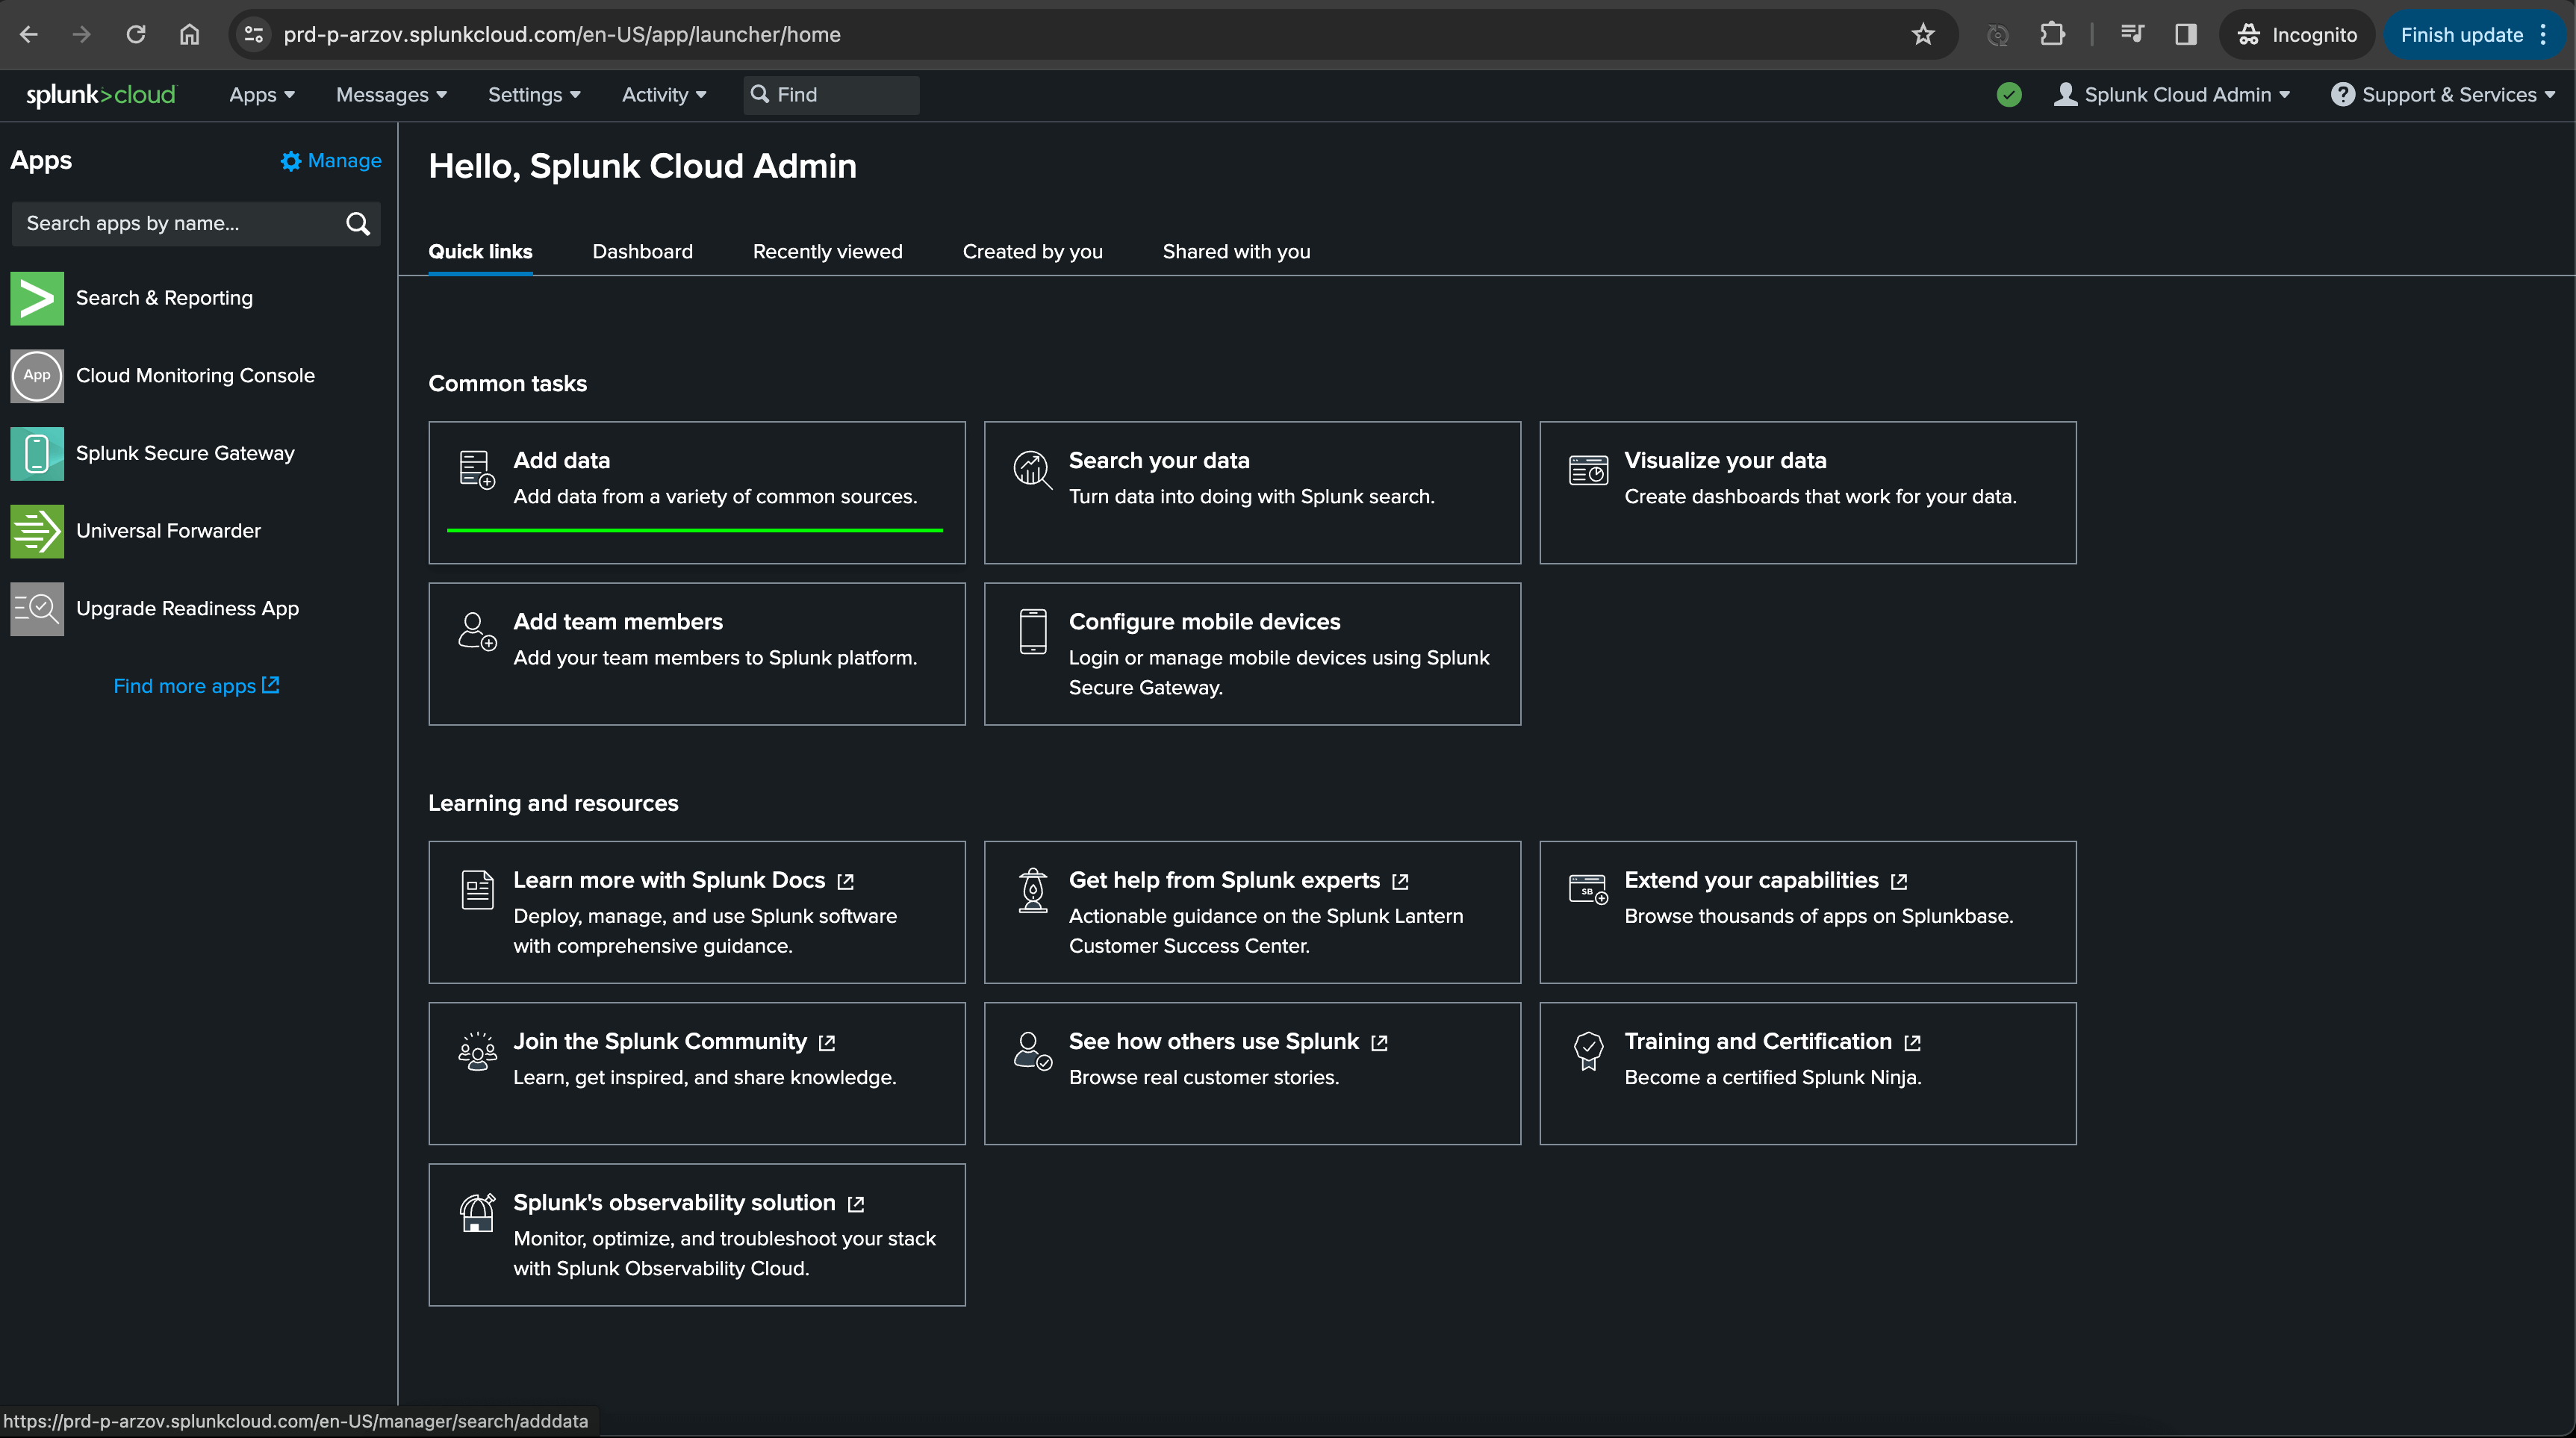 prd-p-arzov.splunkcloud.com/en-US/app/launcher/home
Incognito
Finish update
splunk>cloud
Apps
Messages
Settings
Activity
Find
Splunk Cloud Admin
Support & Services
Apps
Manage
Search apps by name...
Search & Reporting
App
Cloud Monitoring Console
Splunk Secure Gateway
Universal Forwarder
Upgrade Readiness App
Find more apps
Hello, Splunk Cloud Admin
Quick links
Dashboard
Recently viewed
Created by you
Shared with you
Common tasks
Add data
Add data from a variety of common sources.
Search your data
Turn data into doing with Splunk search.
Visualize your data
Create dashboards that work for your data.
Add team members
Add your team members to Splunk platform.
Configure mobile devices
Login or manage mobile devices using Splunk
Secure Gateway.
Learning and resources
Learn more with Splunk Docs
Deploy, manage, and use Splunk software
with comprehensive guidance.
Get help from Splunk experts
Actionable guidance on the Splunk Lantern
Customer Success Center.
SB
Extend your capabilities
Browse thousands of apps on Splunkbase.
Join the Splunk Community
Learn, get inspired, and share knowledge.
See how others use Splunk
Browse real customer stories.
Training and Certification
Become a certified Splunk Ninja.
Splunk's observability solution
Monitor, optimize, and troubleshoot your stack
with Splunk Observability Cloud.
https://prd-p-arzov.splunkcloud.com/en-US/manager/search/adddata